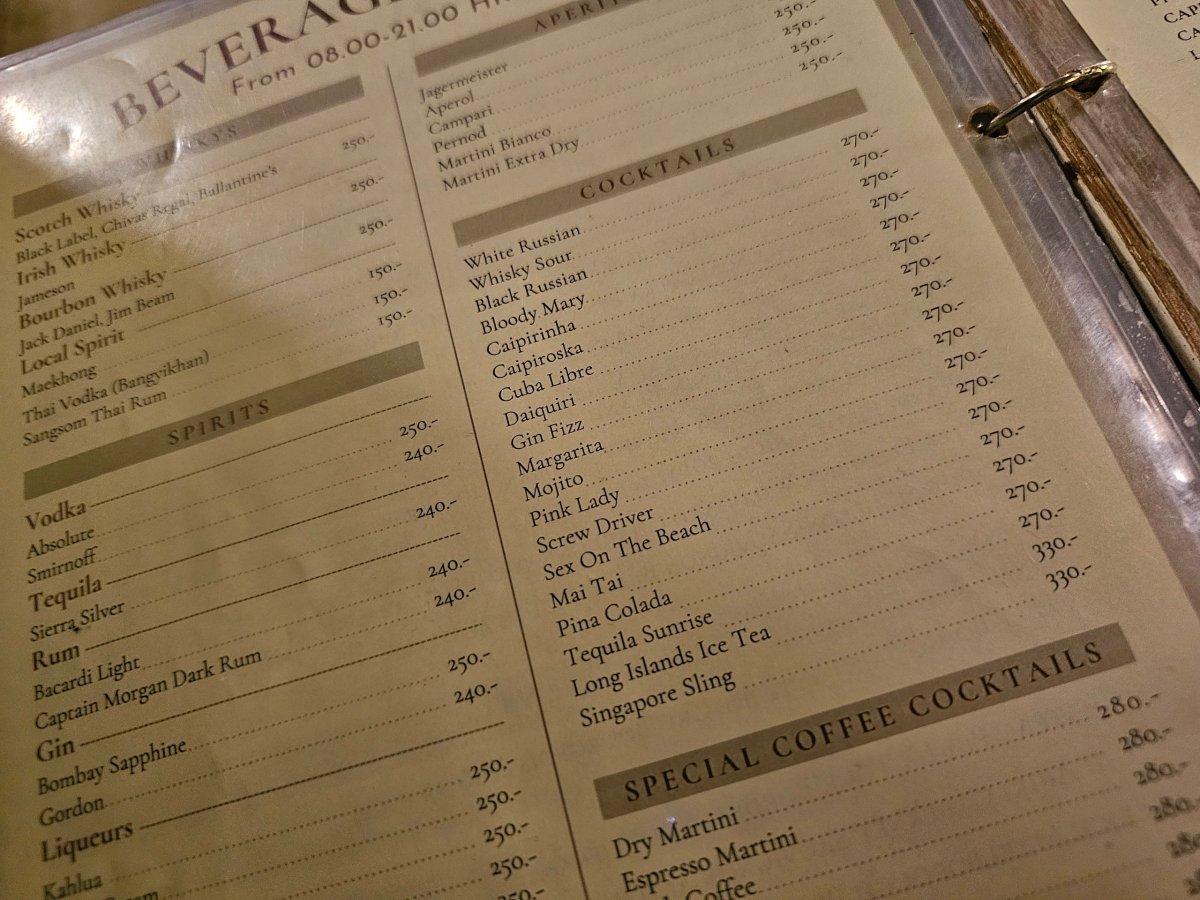 BEVERAG
From 08.00-21.00 H
WHISKY'S
Scotch Whisky
Black Label, Chivas Regal, Ballantine's 250.-
Irish Whisky
Jameson 250.-
Bourbon Whisky
Jack Daniel, Jim Beam 250.-
Local Spirit
Maekhong 150.-
Thai Vodka (Bangyikhan) 150.-
Sangsom Thai Rum 150.-
SPIRITS
Vodka
Absolute 250.-
Smirnoff 240.-
Tequila
Sierra Silver 240.-
Rum
Bacardi Light 240.-
Captain Morgan Dark Rum 240.-
Gin
Bombay Sapphine 250.-
Gordon 240.-
Liqueurs
Kahlua 250.-
250.-
250.-
250.-
250.-
APERIT
Jagermeister
Aperol
Campari 250.-
Pernod 250.-
Martini Bianco 250.-
Martini Extra Dry 250.-
COCKTAILS
White Russian 270.-
Whisky Sour 270.-
Black Russian 270.-
Bloody Mary 270.-
Caipirinha 270.-
Caipiroska 270.-
Cuba Libre 270.-
Daiquiri 270.-
Gin Fizz 270.-
Margarita 270.-
Mojito 270.-
Pink Lady 270.-
Screw Driver 270.-
Sex On The Beach 270.-
Mai Tai 270.-
Pina Colada 270.-
Tequila Sunrise 270.-
Long Islands Ice Tea 330.-
Singapore Sling 330.-
SPECIAL COFFEE COCKTAILS
Dry Martini 280.-
Espresso Martini 280.-
Coffee 280.-
280.-
CAP
CA